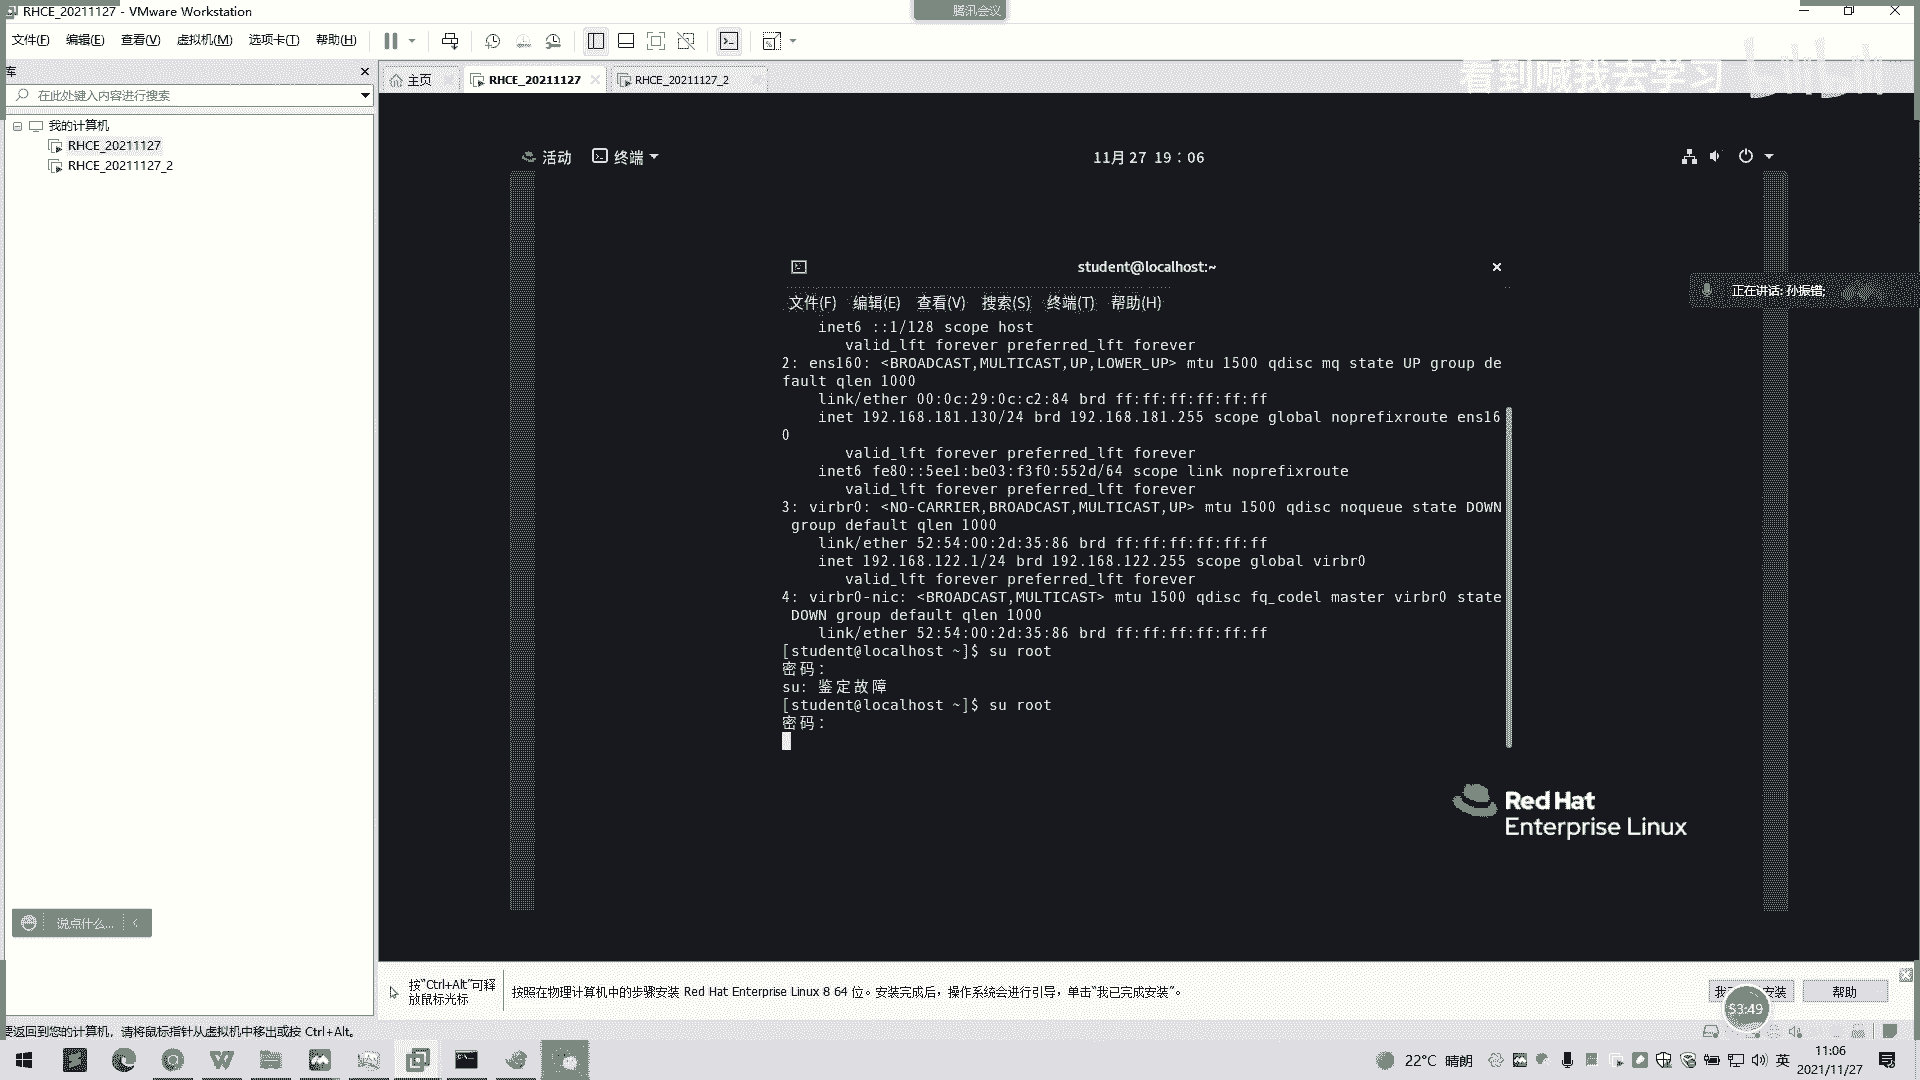 RHCE_20211127 - VMware Workstation
腾讯会议
文件(F) 编辑(E) 查看(V) 虚拟机(M) 选项卡(T) 帮助(H)
库
主页
RHCE_20211127
RHCE_20211127_2
看到喊我去学习
在此处键入内容进行搜索
我的计算机
RHCE_20211127
RHCE_20211127_2
活动 终端
11月27 19：06
student@localhost:~
正在讲话: 孙振错;
文件(F) 编辑(E) 查看(V) 搜索(S) 终端(T) 帮助(H)
inet6 ::1/128 scope host
valid_lft forever preferred_lft forever
2: ens160: <BROADCAST,MULTICAST,UP,LOWER_UP> mtu 1500 qdisc mq state UP group de
fault qlen 1000
link/ether 00:0c:29:0c:c2:84 brd ff:ff:ff:ff:ff:ff
inet 192.168.181.130/24 brd 192.168.181.255 scope global noprefixroute ens16
0
valid_lft forever preferred_lft forever
inet6 fe80::5ee1:be03:f3f0:552d/64 scope link noprefixroute
valid_lft forever preferred_lft forever
3: virbr0: <NO-CARRIER,BROADCAST,MULTICAST,UP> mtu 1500 qdisc noqueue state DOWN
group default qlen 1000
link/ether 52:54:00:2d:35:86 brd ff:ff:ff:ff:ff:ff
inet 192.168.122.1/24 brd 192.168.122.255 scope global virbr0
valid_lft forever preferred_lft forever
4: virbr0-nic: <BROADCAST,MULTICAST> mtu 1500 qdisc fq_codel master virbr0 state
DOWN group default qlen 1000
link/ether 52:54:00:2d:35:86 brd ff:ff:ff:ff:ff:ff
[student@localhost ~]$ su root
密码：
su: 鉴定故障
[student@localhost ~]$ su root
密码：
Red Hat
Enterprise Linux
说点什么...
按"Ctrl+Alt"可释
放鼠标光标
按照在物理计算机中的步骤安装 Red Hat Enterprise Linux 8 64 位。安装完成后，操作系统会进行引导，单击"我已完成安装"。
安装
帮助
53:49
要返回到您的计算机，请将鼠标指针从虚拟机中移出或按 Ctrl+Alt。
22°C 晴朗
英
11:06
2021/11/27